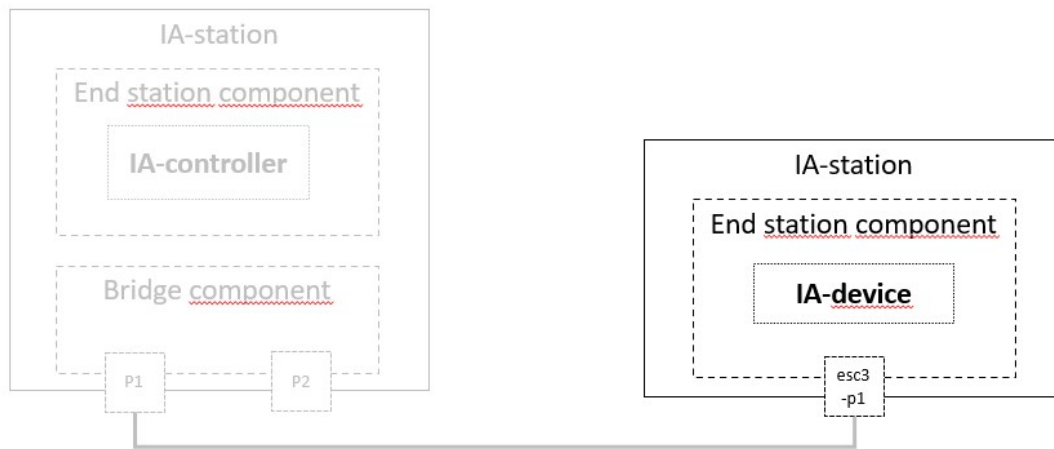 IA-station
End station component
IA-controller
Bridge component
P1
P2
IA-station
End station component
IA-device
esc3
-p1